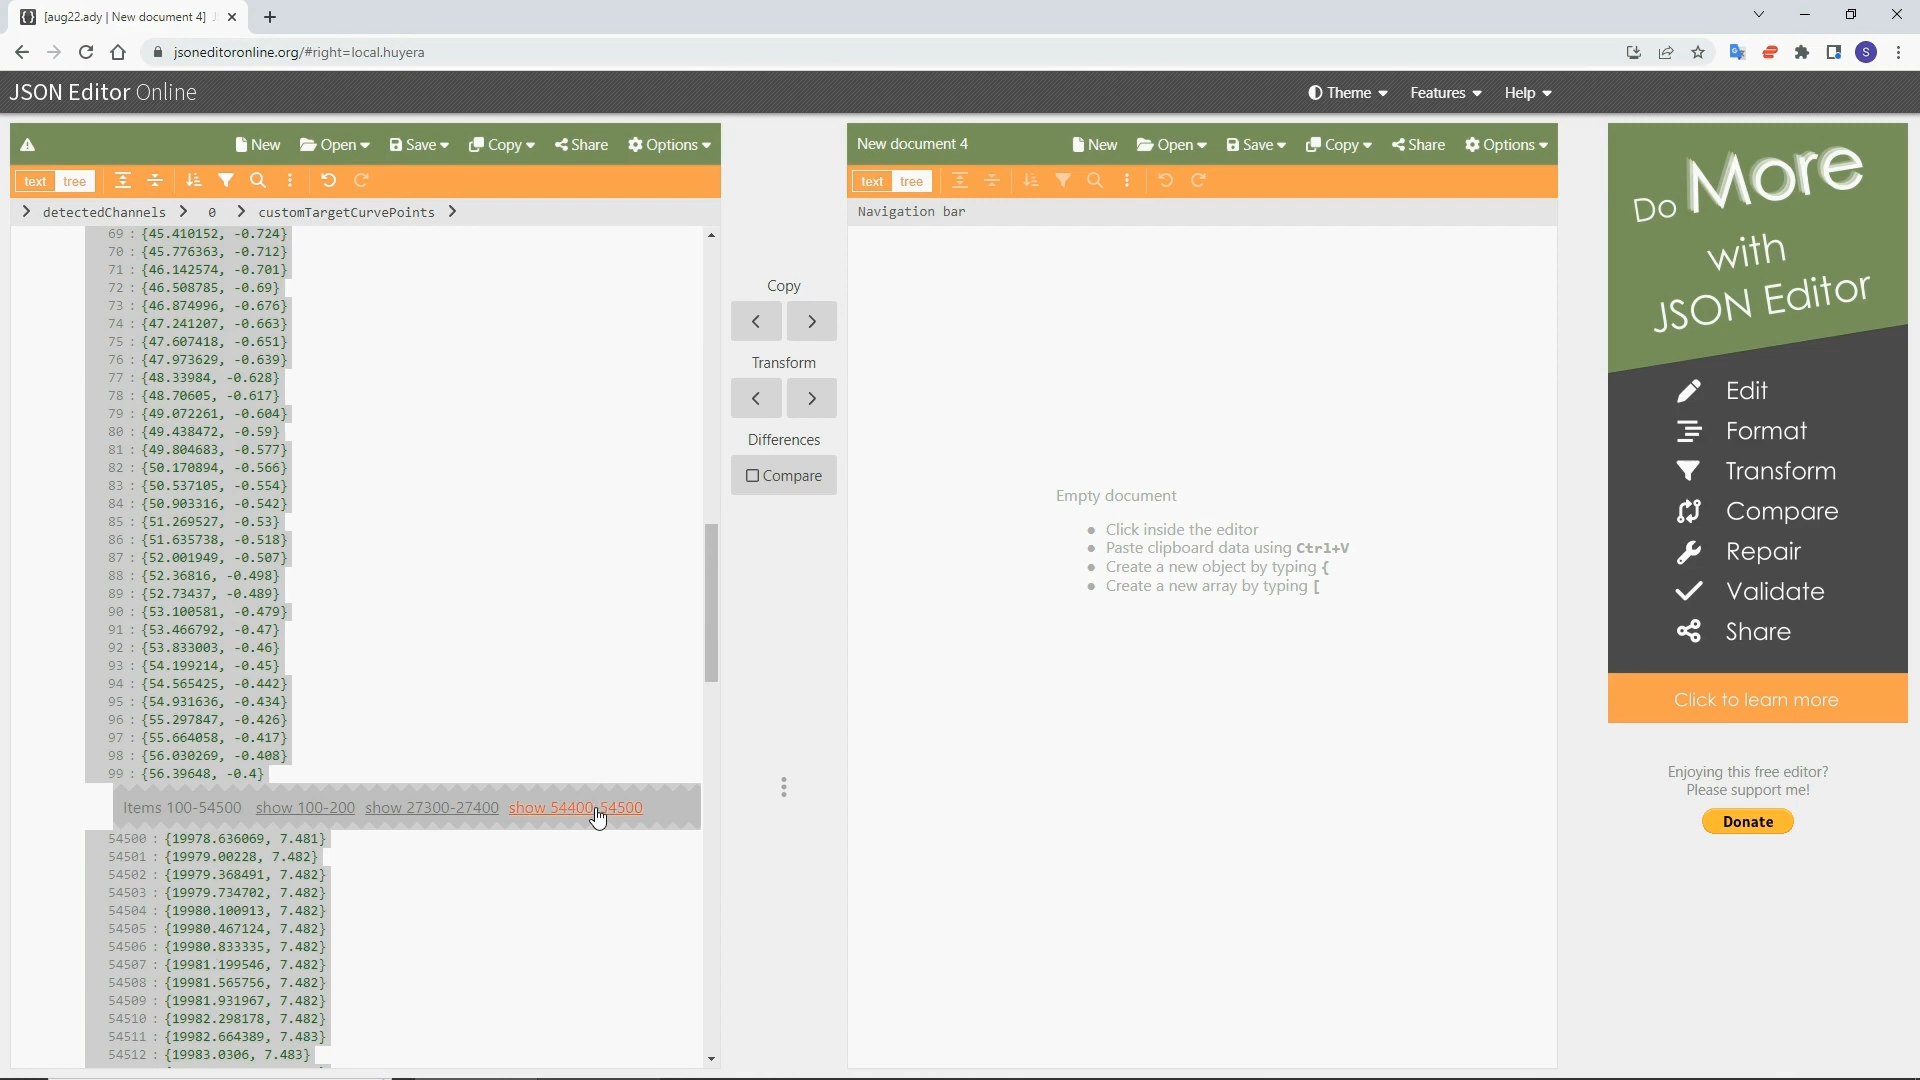 [aug22.ady | New document 4]
jsoneditoronline.org/#right=local.huyera
S
JSON Editor Online
Theme Features Help
New Open Save Copy Share Options
text tree
detectedChannels 0 customTargetCurvePoints
69 : {45.410152, -0.724}
70 : {45.776363, -0.712}
71 : {46.142574, -0.701}
72 : {46.508785, -0.69}
73 : {46.874996, -0.676}
74 : {47.241207, -0.663}
75 : {47.607418, -0.651}
76 : {47.973629, -0.639}
77 : {48.33984, -0.628}
78 : {48.70605, -0.617}
79 : {49.072261, -0.604}
80 : {49.438472, -0.59}
81 : {49.804683, -0.577}
82 : {50.170894, -0.566}
83 : {50.537105, -0.554}
84 : {50.903316, -0.542}
85 : {51.269527, -0.53}
86 : {51.635738, -0.518}
87 : {52.001949, -0.507}
88 : {52.36816, -0.498}
89 : {52.73437, -0.489}
90 : {53.100581, -0.479}
91 : {53.466792, -0.47}
92 : {53.833003, -0.46}
93 : {54.199214, -0.45}
94 : {54.565425, -0.442}
95 : {54.931636, -0.434}
96 : {55.297847, -0.426}
97 : {55.664058, -0.417}
98 : {56.030269, -0.408}
99 : {56.39648, -0.4}
Items 100-54500 show 100-200 show 27300-27400 show 54400-54500
54500 : {19978.636069, 7.481}
54501 : {19979.00228, 7.482}
54502 : {19979.368491, 7.482}
54503 : {19979.734702, 7.482}
54504 : {19980.100913, 7.482}
54505 : {19980.467124, 7.482}
54506 : {19980.833335, 7.482}
54507 : {19981.199546, 7.482}
54508 : {19981.565756, 7.482}
54509 : {19981.931967, 7.482}
54510 : {19982.298178, 7.482}
54511 : {19982.664389, 7.483}
54512 : {19983.0306, 7.483}
Copy
Transform
Differences
Compare
New document 4 New Open Save Copy Share Options
text tree
Navigation bar
Empty document
Click inside the editor
Paste clipboard data using Ctrl+V
Create a new object by typing {
Create a new array by typing [
Do More
with
JSON Editor
Edit
Format
Transform
Compare
Repair
Validate
Share
Click to learn more
Enjoying this free editor?
Please support me!
Donate